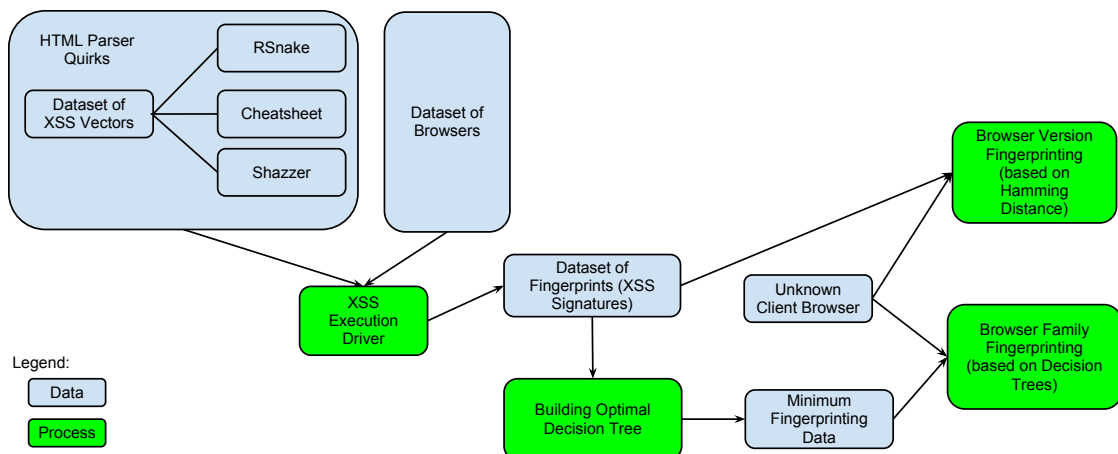 HTML Parser
Quirks
Dataset of
XSS Vectors
RSnake
Cheatsheet
Shazzer
Dataset of
Browsers
XSS
Execution
Driver
Dataset of
Fingerprints (XSS
Signatures)
Building Optimal
Decision Tree
Unknown
Client Browser
Minimum
Fingerprinting
Data
Browser Version
Fingerprinting
(based on
Hamming
Distance)
Browser Family
Fingerprinting
(based on Decision
Trees)
Legend:
Data
Process